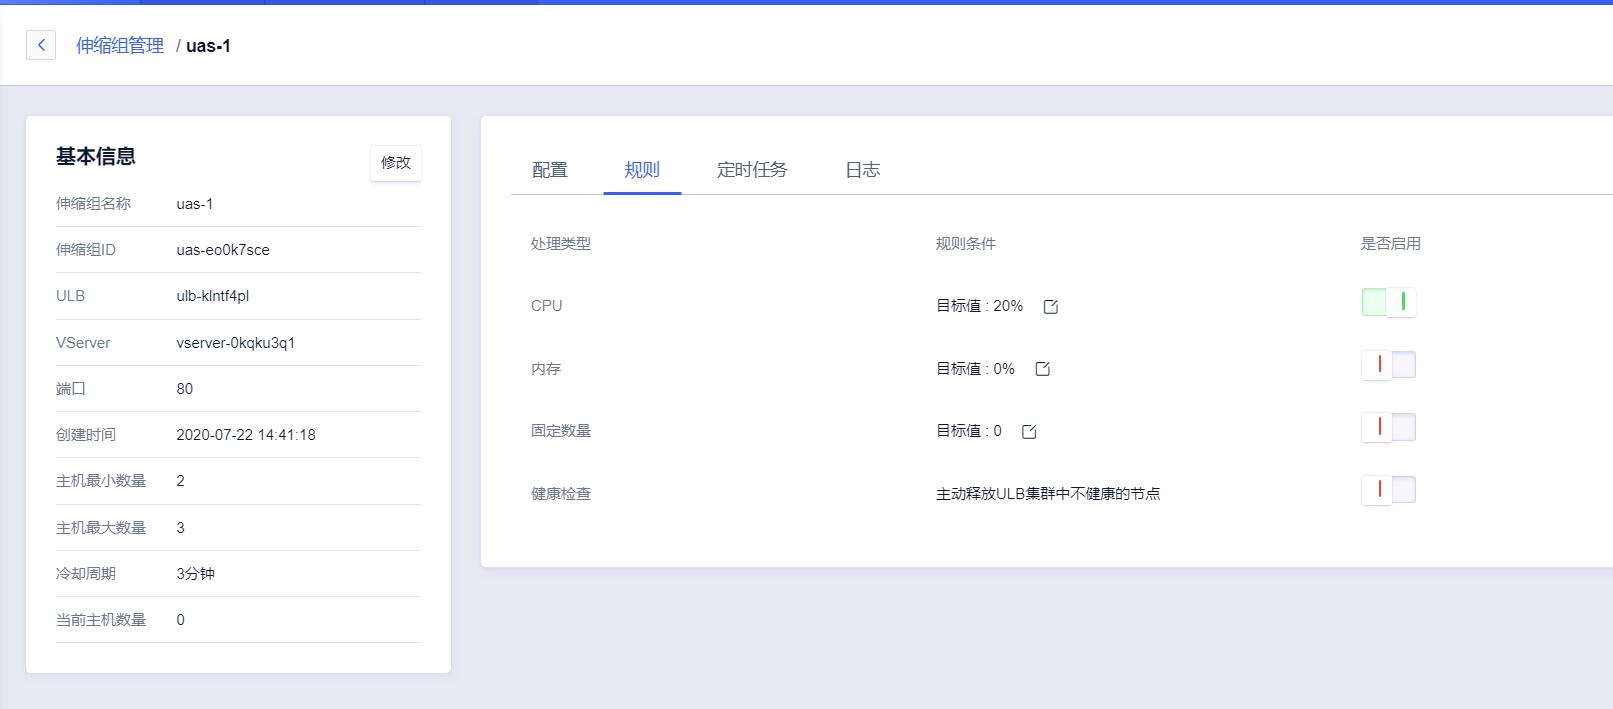 伸缩组管理 / uas-1
基本信息
修改
伸缩组名称 uas-1
伸缩组ID uas-eo0k7sce
ULB ulb-klntf4pl
VServer vserver-0kqku3q1
端口 80
创建时间 2020-07-22 14:41:18
主机最小数量 2
主机最大数量 3
冷却周期 3分钟
当前主机数量 0
配置 规则 定时任务 日志
处理类型 规则条件 是否启用
CPU 目标值 : 20%
内存 目标值 : 0%
固定数量 目标值 : 0
健康检查 主动释放ULB集群中不健康的节点